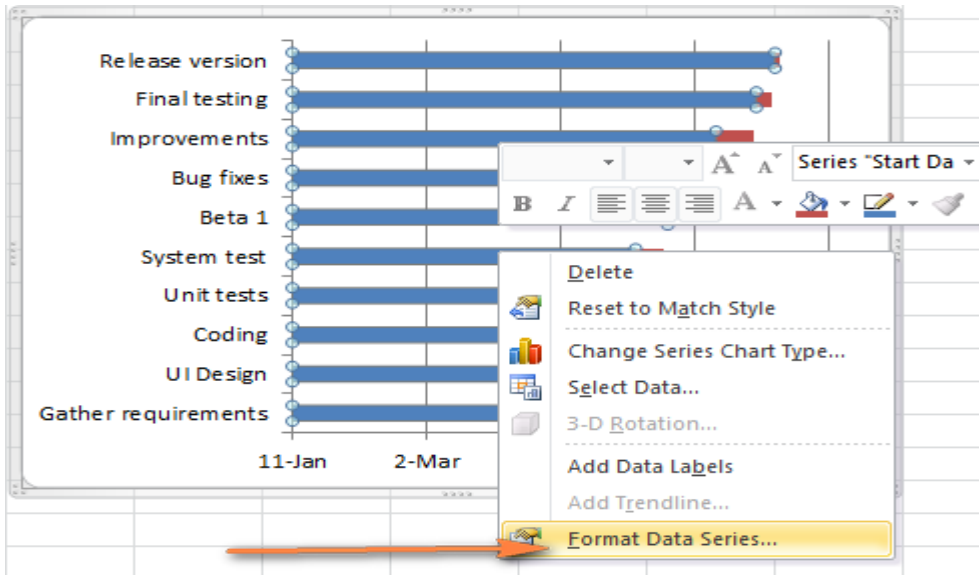 Release version
Final testing
Improvements
Bug fixes
Beta 1
System test
Unit tests
Coding
UI Design
Gather requirements
11-Jan 2-Mar
A A Series "Start Da
B I A
Delete
Reset to Match Style
Change Series Chart Type...
Select Data...
3-D Rotation...
Add Data Labels
Add Trendline...
Format Data Series...